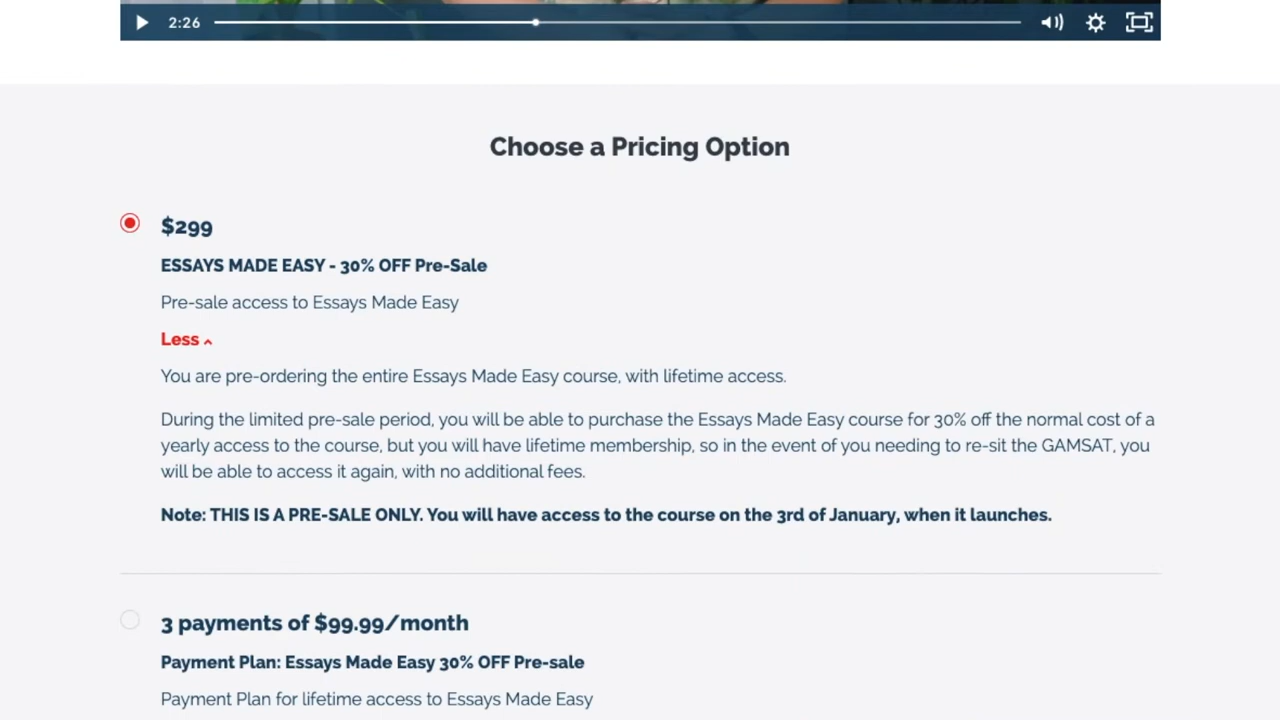 2:26
Choose a Pricing Option
$299
ESSAYS MADE EASY - 30% OFF Pre-Sale
Pre-sale access to Essays Made Easy
Less
You are pre-ordering the entire Essays Made Easy course, with lifetime access.
During the limited pre-sale period, you will be able to purchase the Essays Made Easy course for 30% off the normal cost of a
yearly access to the course, but you will have lifetime membership, so in the event of you needing to re-sit the GAMSAT, you
will be able to access it again, with no additional fees.
Note: THIS IS A PRE-SALE ONLY. You will have access to the course on the 3rd of January, when it launches.
3 payments of $99.99/month
Payment Plan: Essays Made Easy 30% OFF Pre-sale
Payment Plan for lifetime access to Essays Made Easy